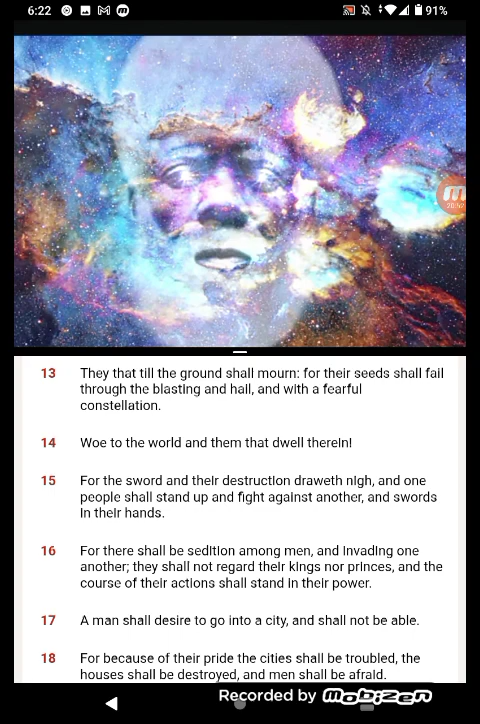 6:22 91%
20:52
13 They that till the ground shall mourn: for their seeds shall fail
through the blasting and hail, and with a fearful
constellation.
14 Woe to the world and them that dwell therein!
15 For the sword and their destruction draweth nigh, and one
people shall stand up and fight against another, and swords
in their hands.
16 For there shall be sedition among men, and invading one
another; they shall not regard their kings nor princes, and the
course of their actions shall stand in their power.
17 A man shall desire to go into a city, and shall not be able.
18 For because of their pride the cities shall be troubled, the
houses shall be destroyed, and men shall be afraid.
Recorded by mobizen